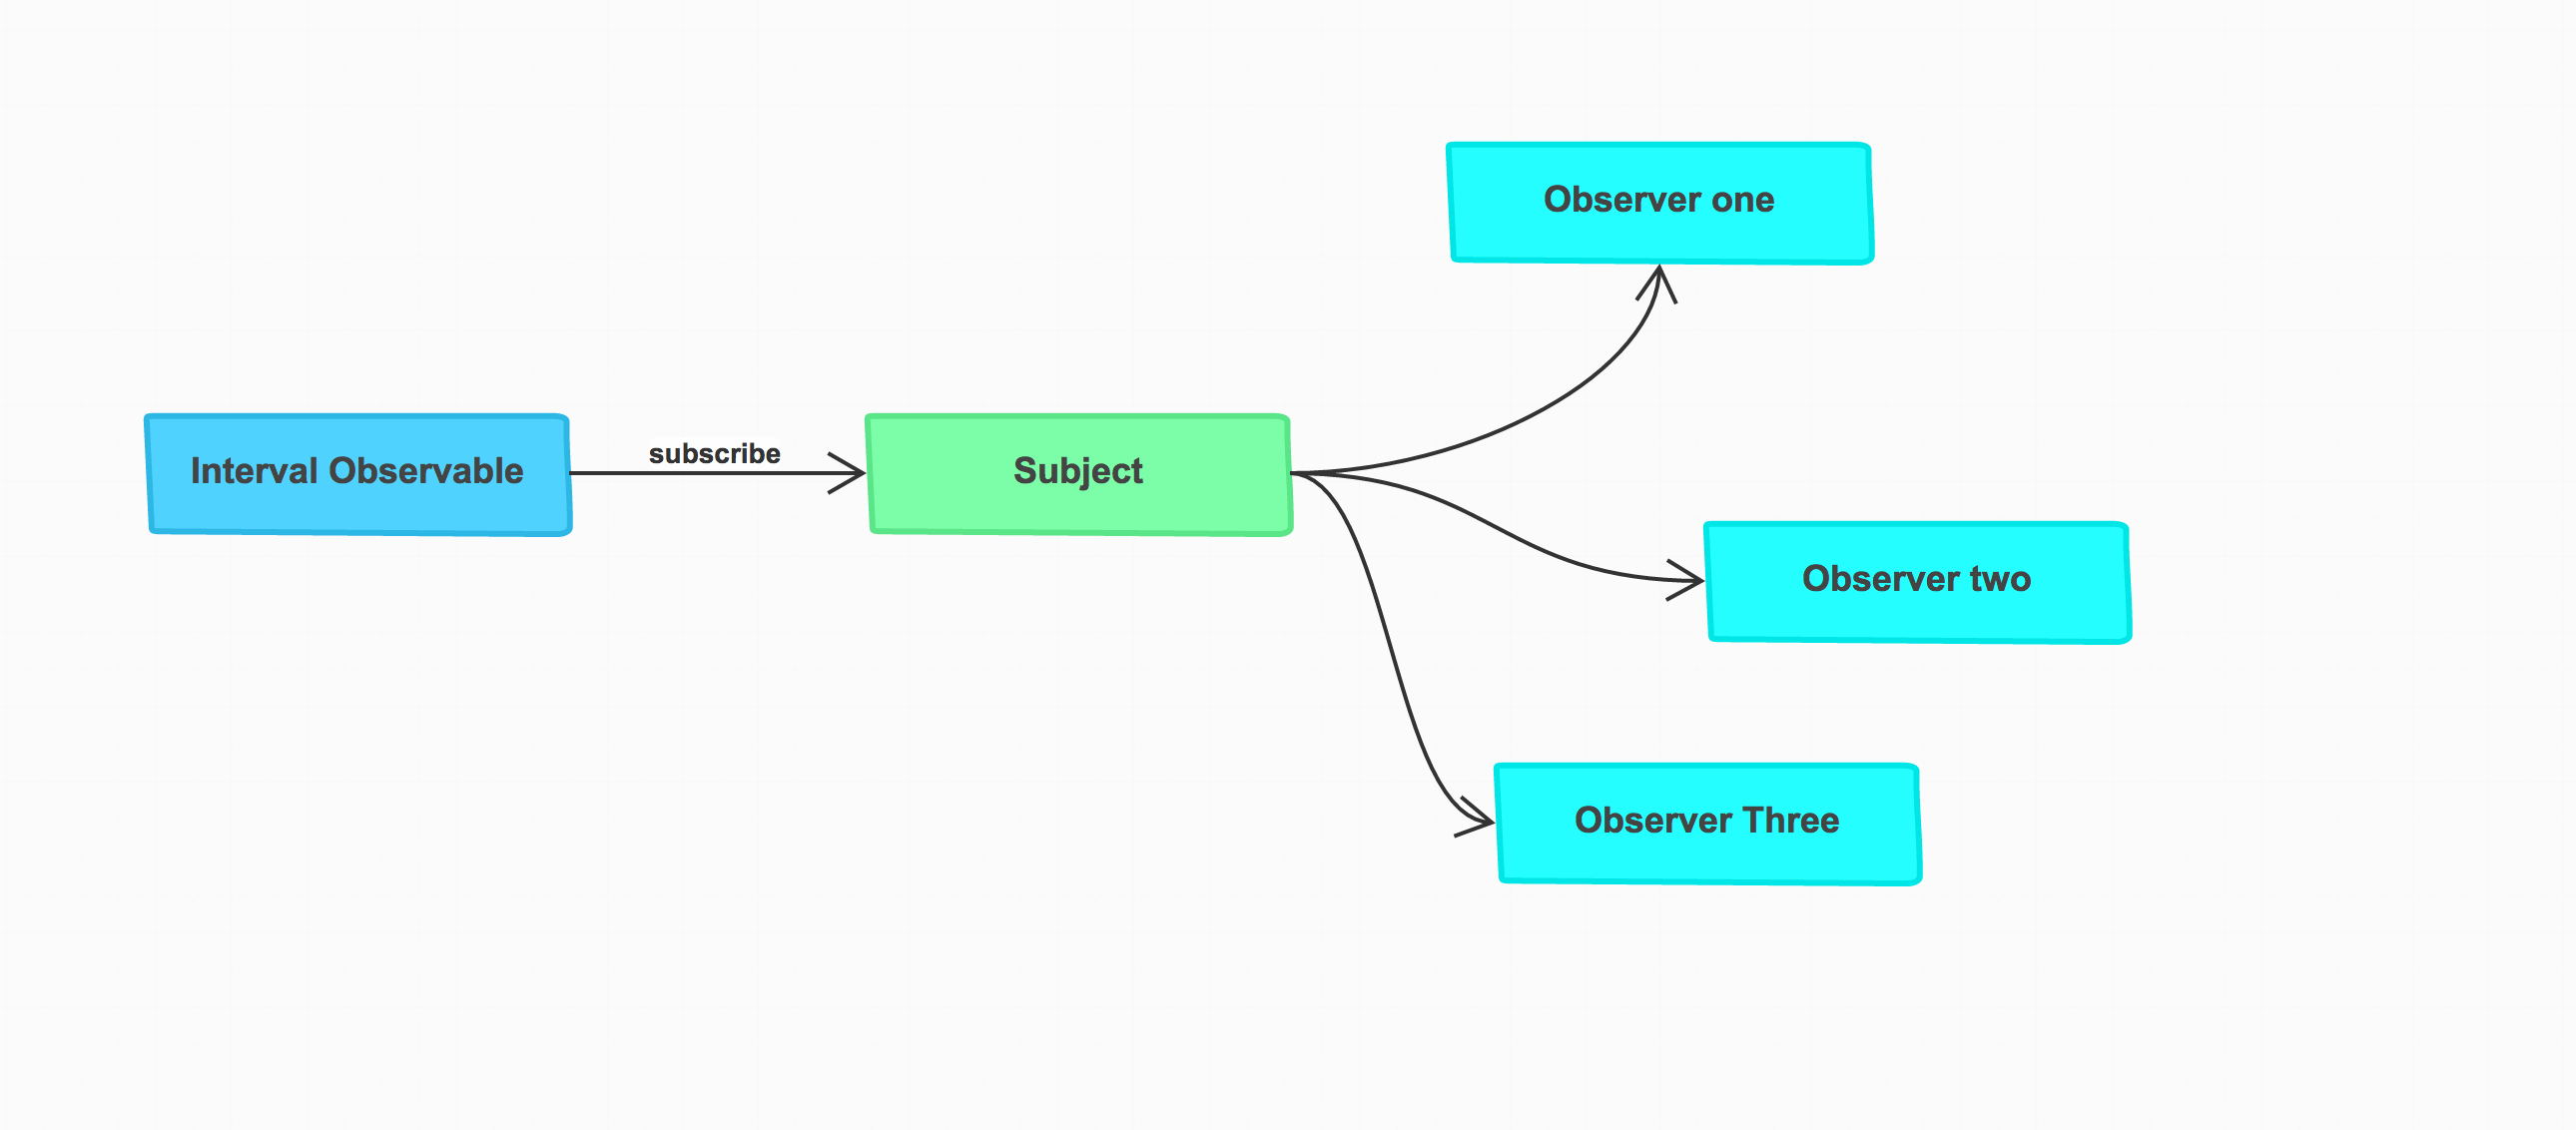 Observer one
Interval Observable
subscribe
Subject
Observer two
Observer Three